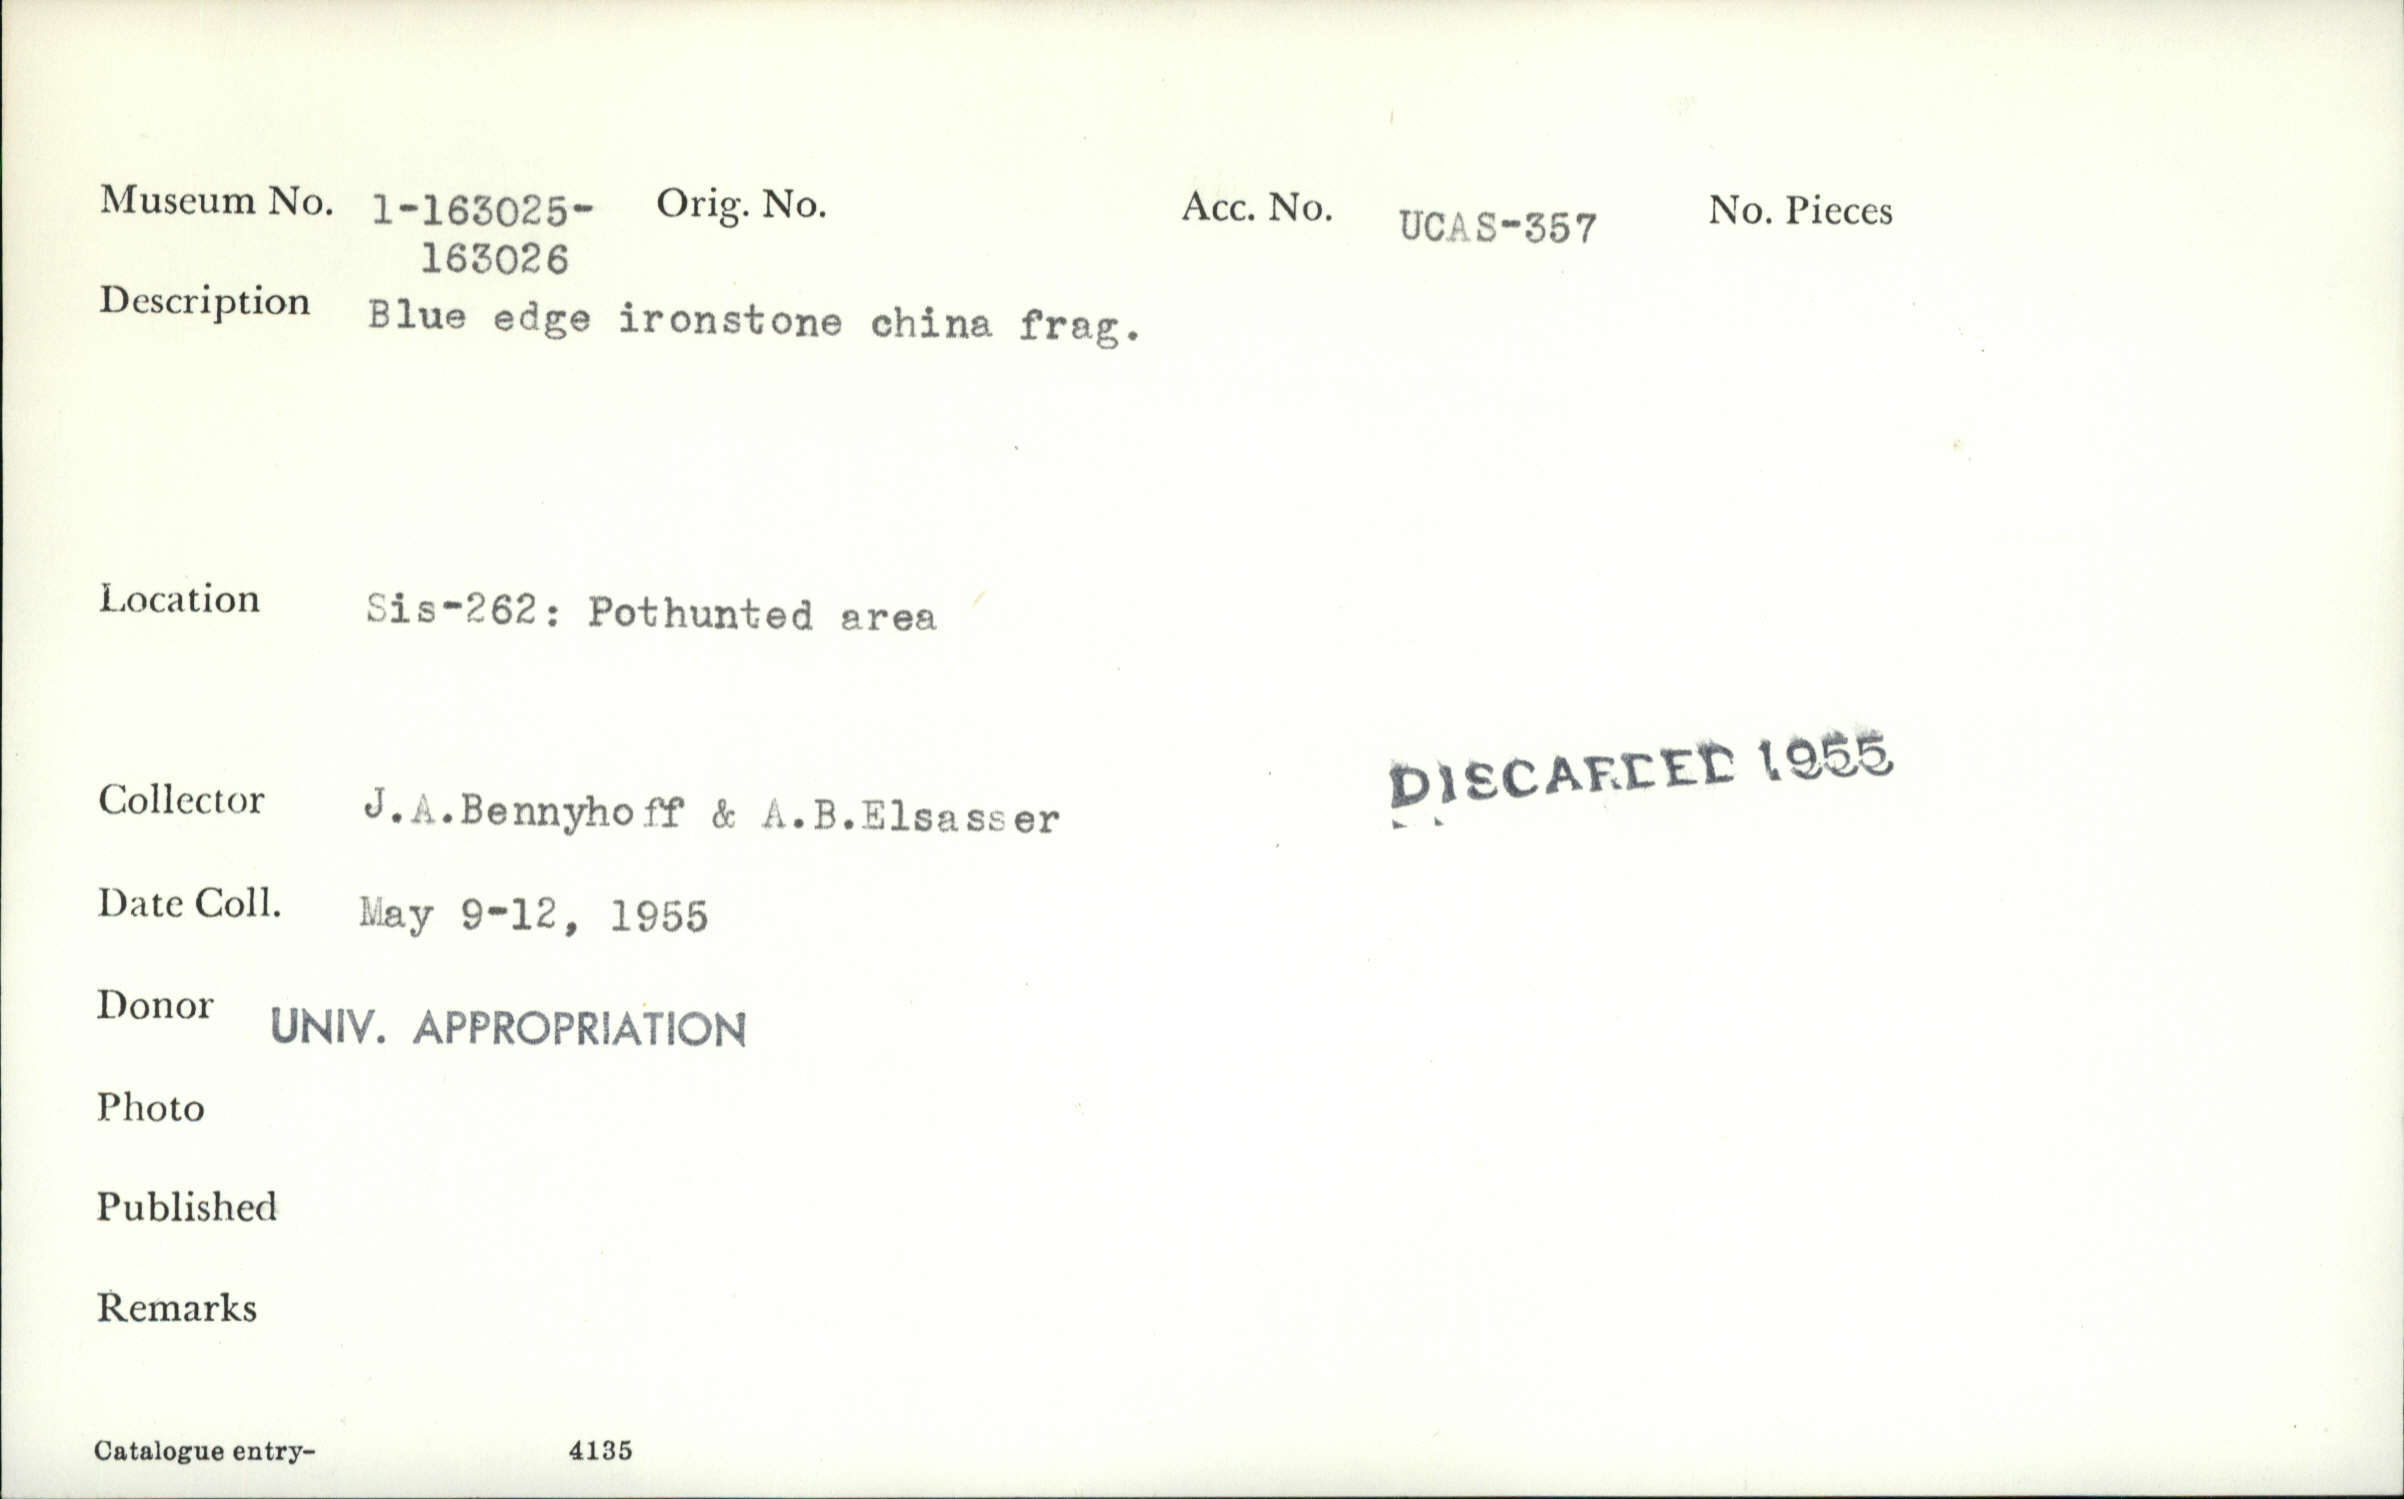 Museum No. 1-163025- Orig. No. Acc. No. UCAS-357 No. Pieces
163026
Description Blue edge ironstone china frag.
Location Sis-262: Pothunted area
DISCARDED 1955
Collector J.A.Bennyhoff & A.B.Elsasser
Date Coll. May 9-12, 1955
Donor UNIV. APPROPRIATION
Photo
Published
Remarks
Catalogue entry- 4135